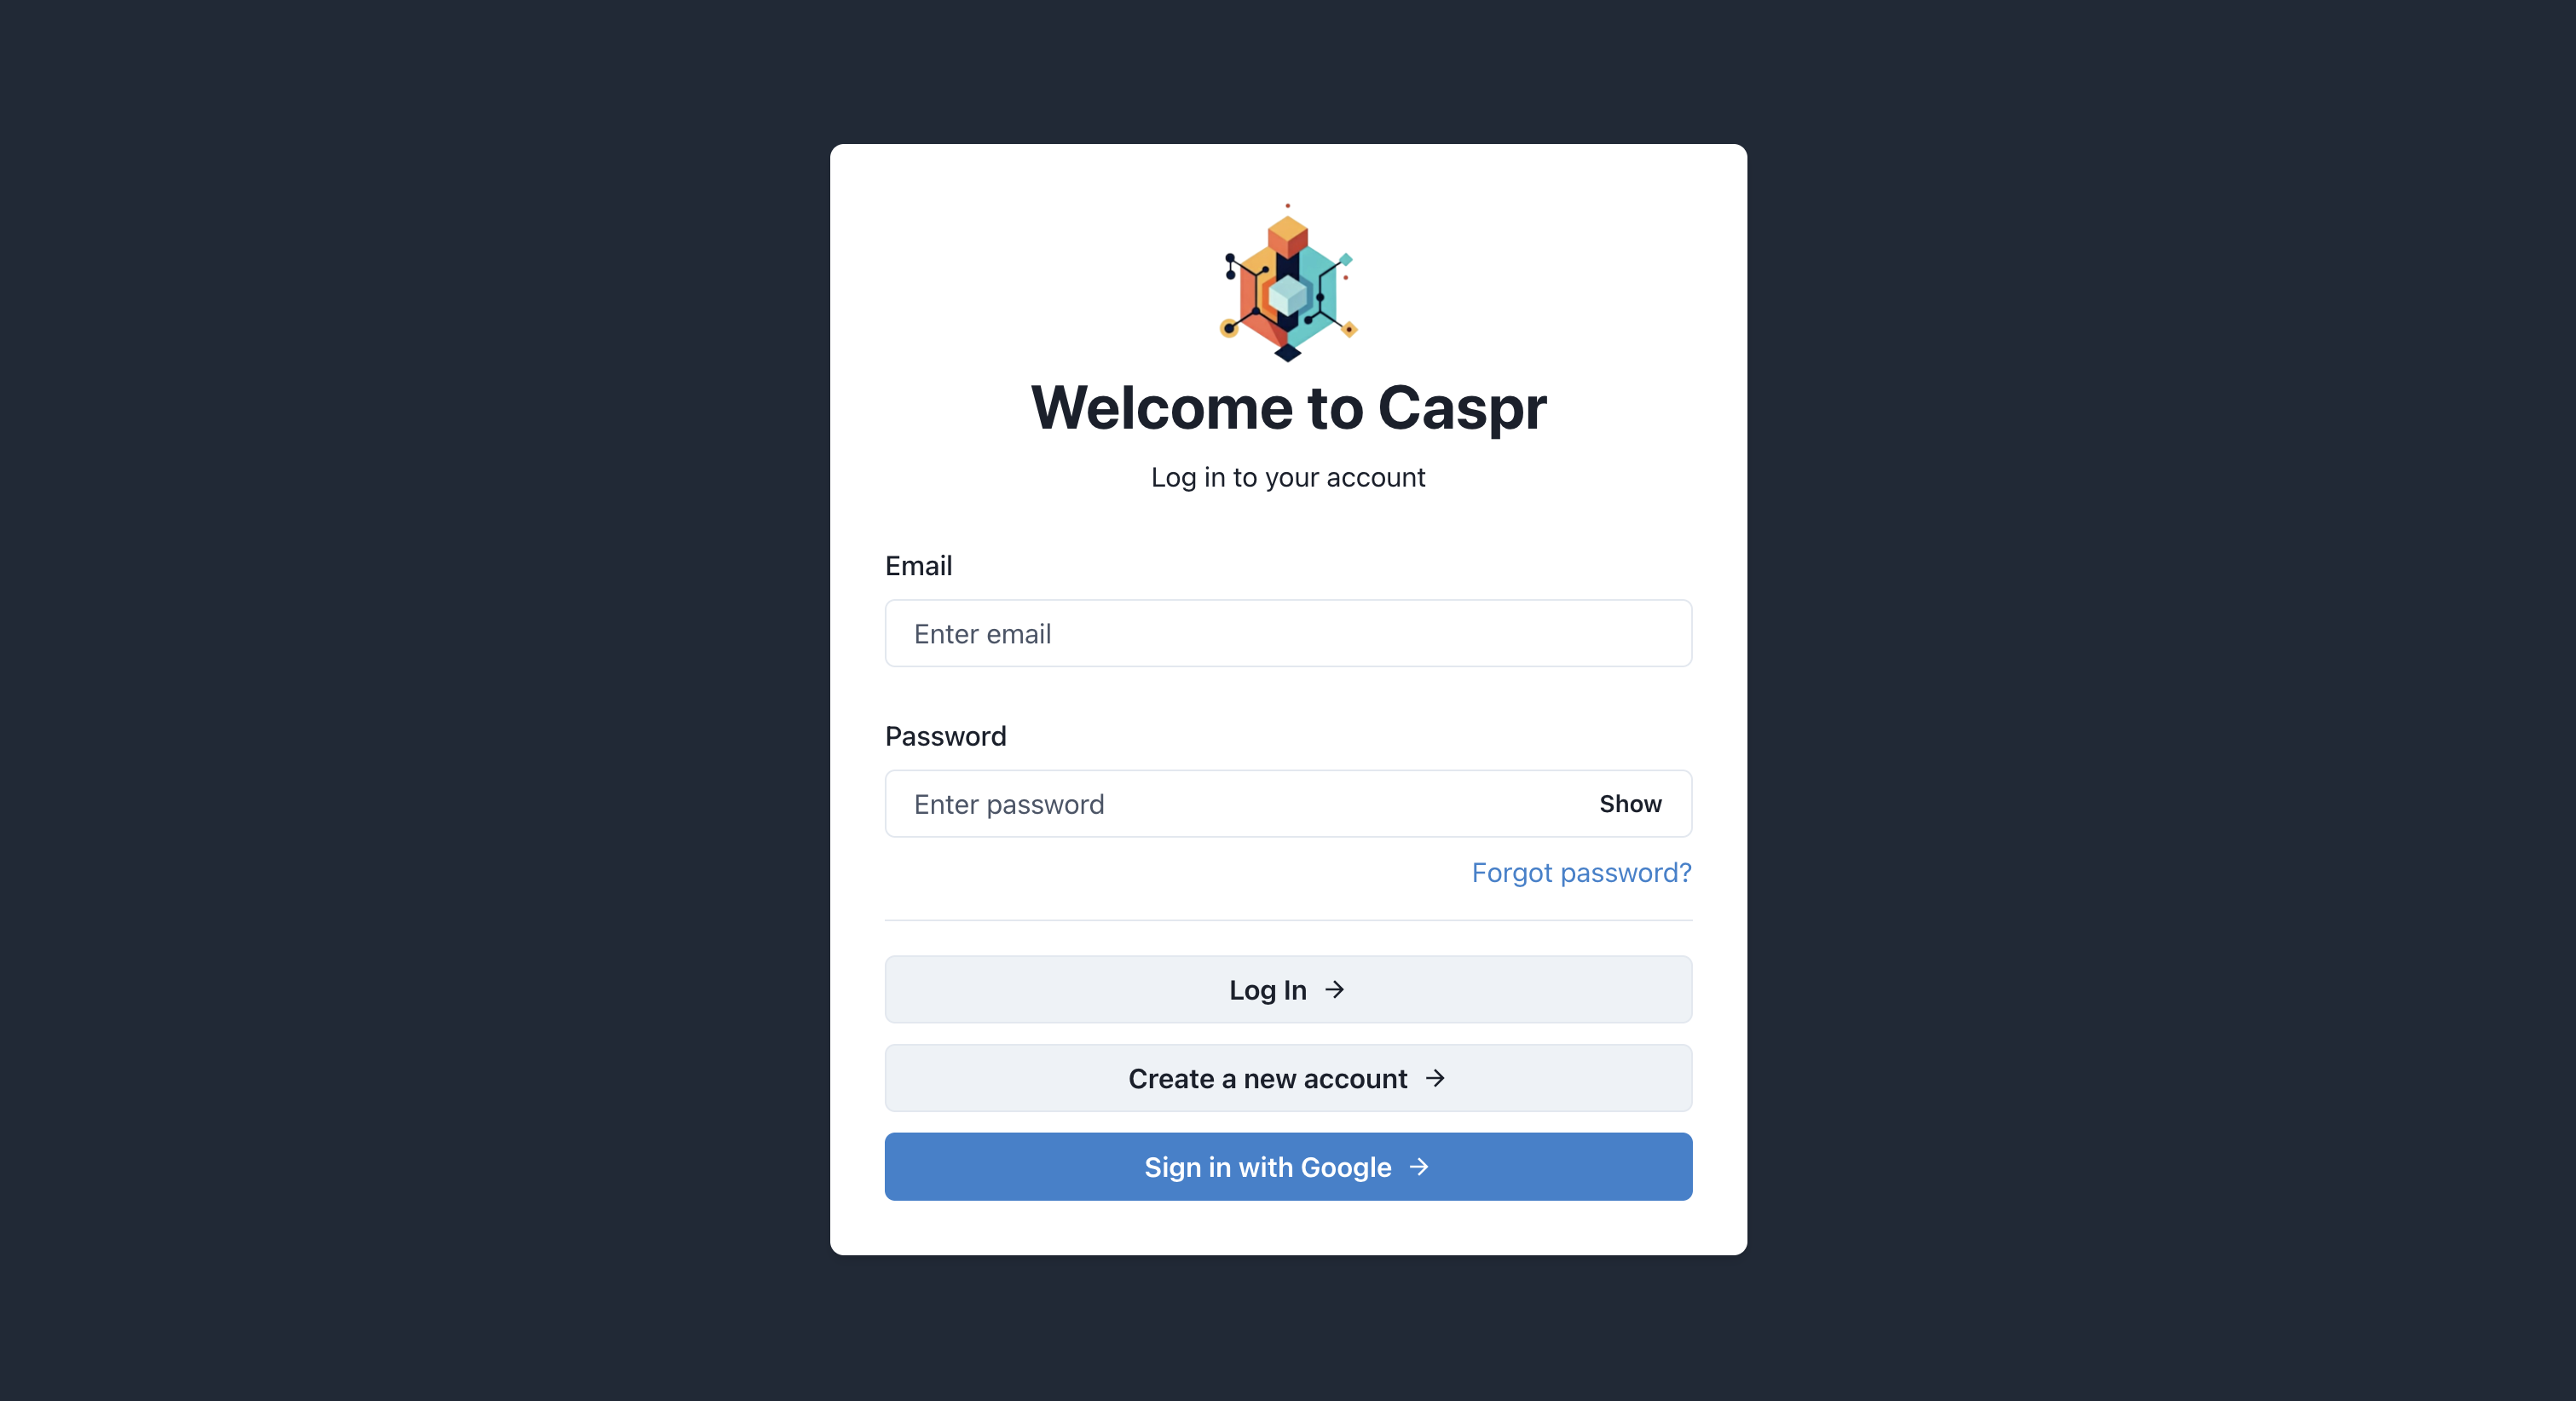 Welcome to Caspr
Log in to your account
Email
Enter email
Password
Enter password Show
Forgot password?
Log In →
Create a new account →
Sign in with Google →